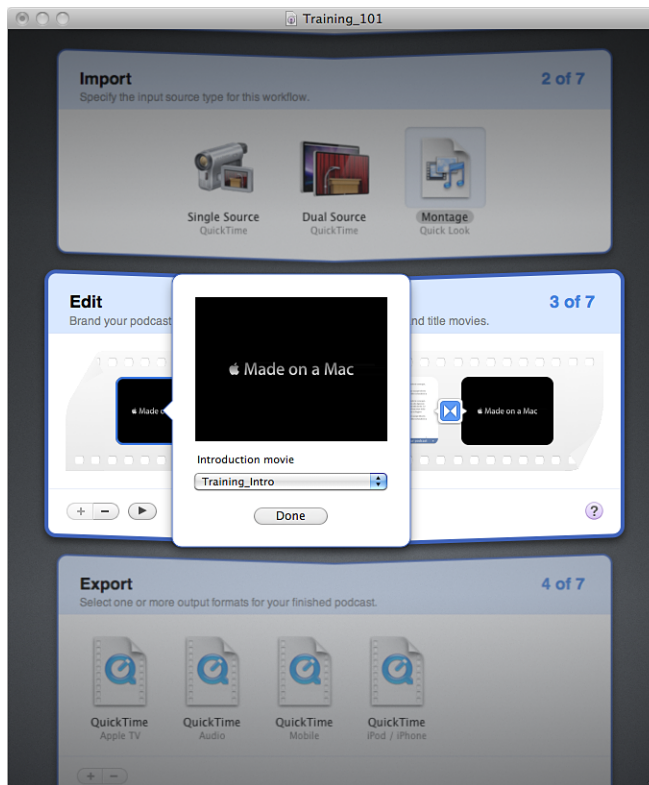 Training_101
Import
2 of 7
Specify the input source type for this workflow.
Single Source
QuickTime
Dual Source
QuickTime
Montage
Quick Look
Edit
3 of 7
Brand your podcast
nd title movies.
Made on a Mac
Made o
Made on a Mac
Introduction movie
Training_Intro
Done
?
Export
4 of 7
Select one or more output formats for your finished podcast.
QuickTime
Apple TV
QuickTime
Audio
QuickTime
Mobile
QuickTime
iPod / iPhone